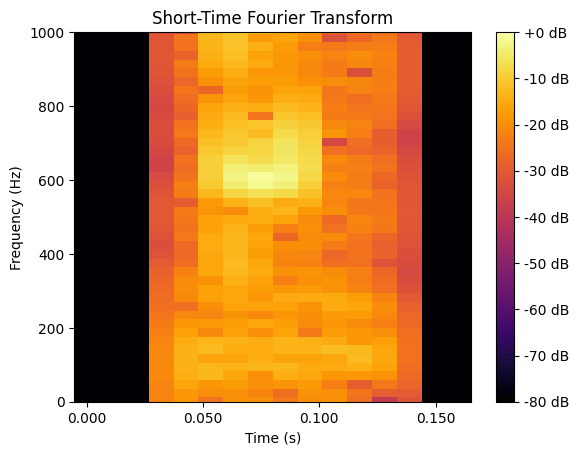 Short-Time Fourier Transform
1000
800
600
400
200
0
Frequency (Hz)
0.000
0.050
0.100
0.150
Time (s)
+0 dB
-10 dB
-20 dB
-30 dB
-40 dB
-50 dB
-60 dB
-70 dB
-80 dB